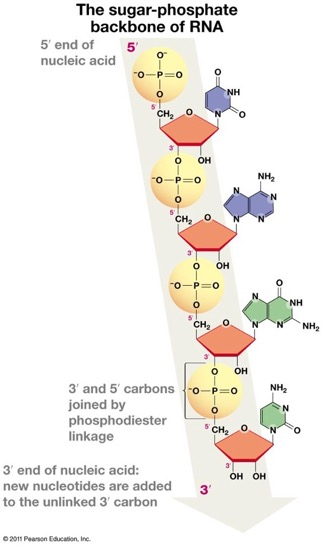 The sugar-phosphate
backbone of RNA
5′ end of
nucleic acid
5′
O⁻
⁻O—P=O
O
5′
CH₂
O
3′
O
OH
O
NH
N
O
⁻O—P=O
O
5′
CH₂
O
3′
O
OH
NH₂
N
N
N
N
⁻O—P=O
O
5′
CH₂
O
3′
O
OH
O
N
NH
N
N
NH₂
⁻O—P=O
O
5′
CH₂
O
3′
OH
OH
NH₂
N
N
O
3′ and 5′ carbons
joined by
phosphodiester
linkage
3′ end of nucleic acid:
new nucleotides are added
to the unlinked 3′ carbon
3′
© 2011 Pearson Education, Inc.